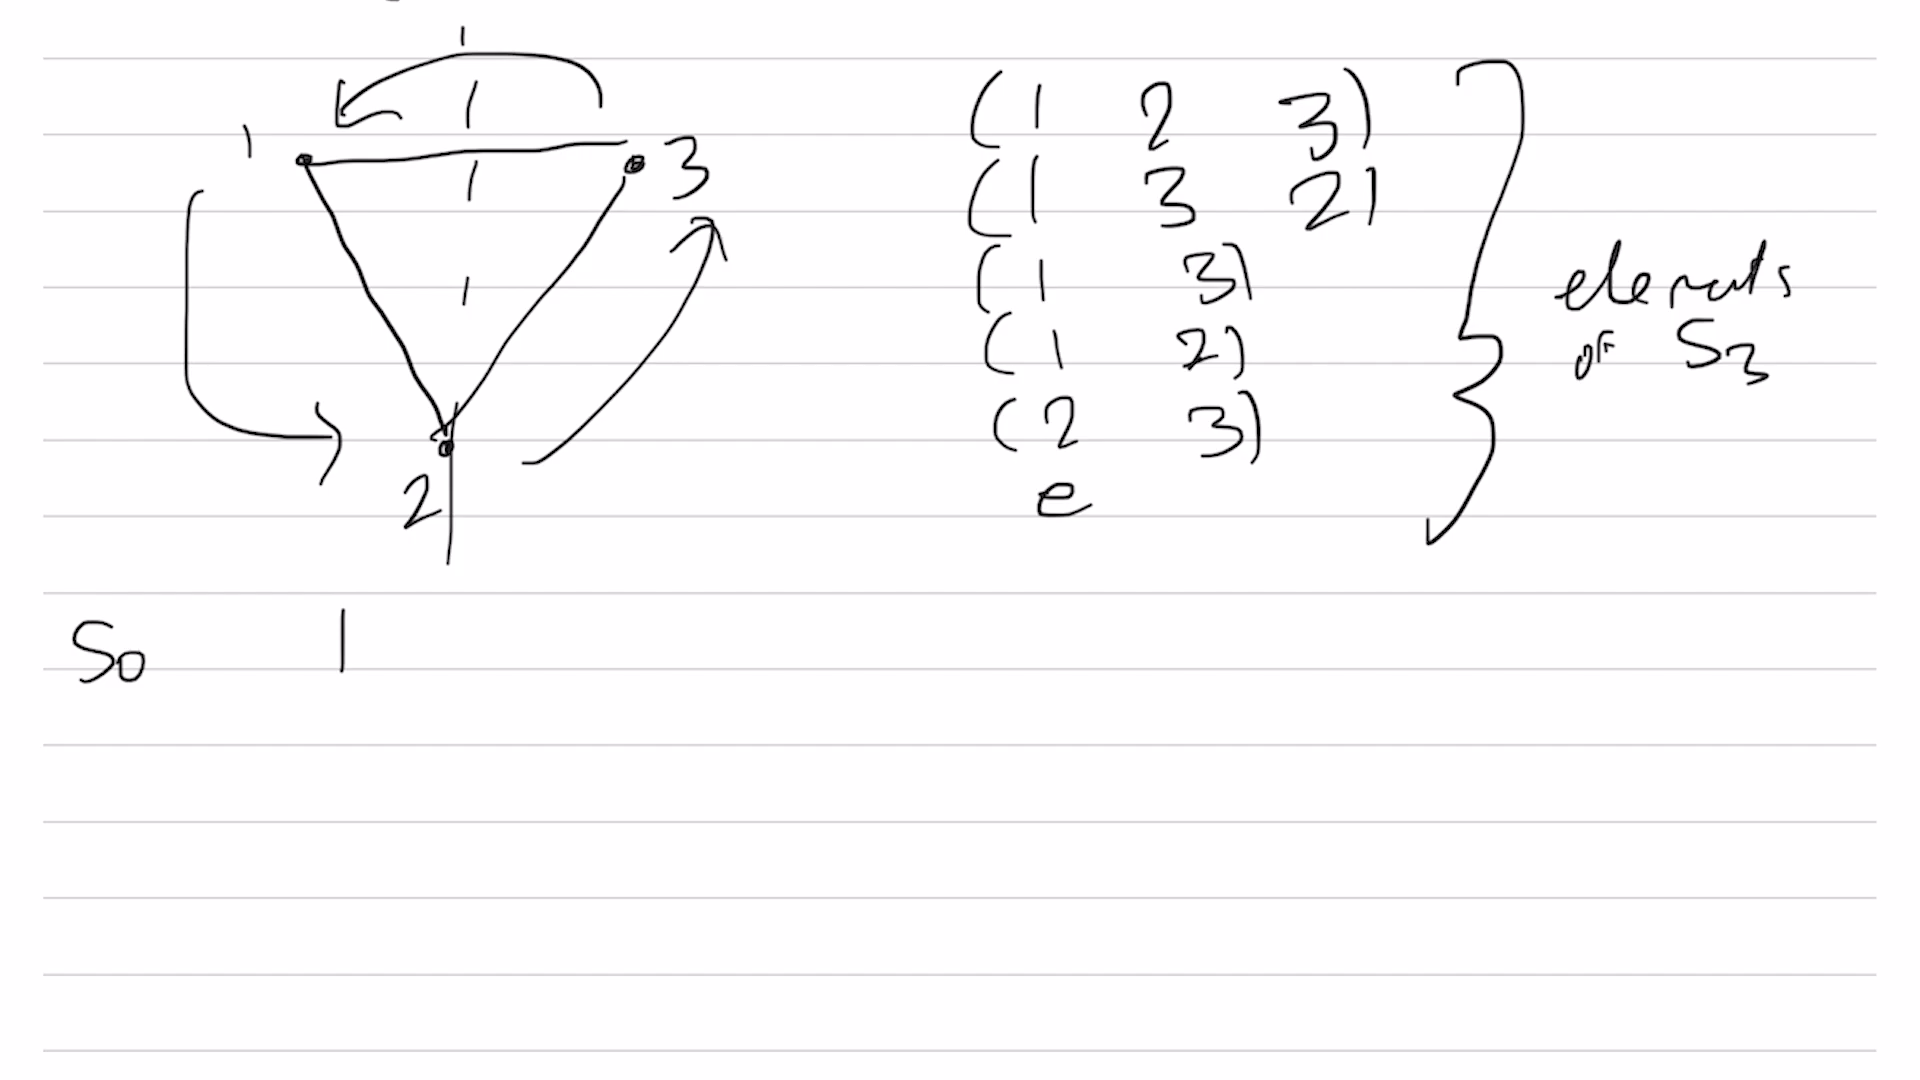 1 3
2
(1 2 3)
(1 3 2)
(1 3)
(1 2)
(2 3)
e
elements
of S3
So |